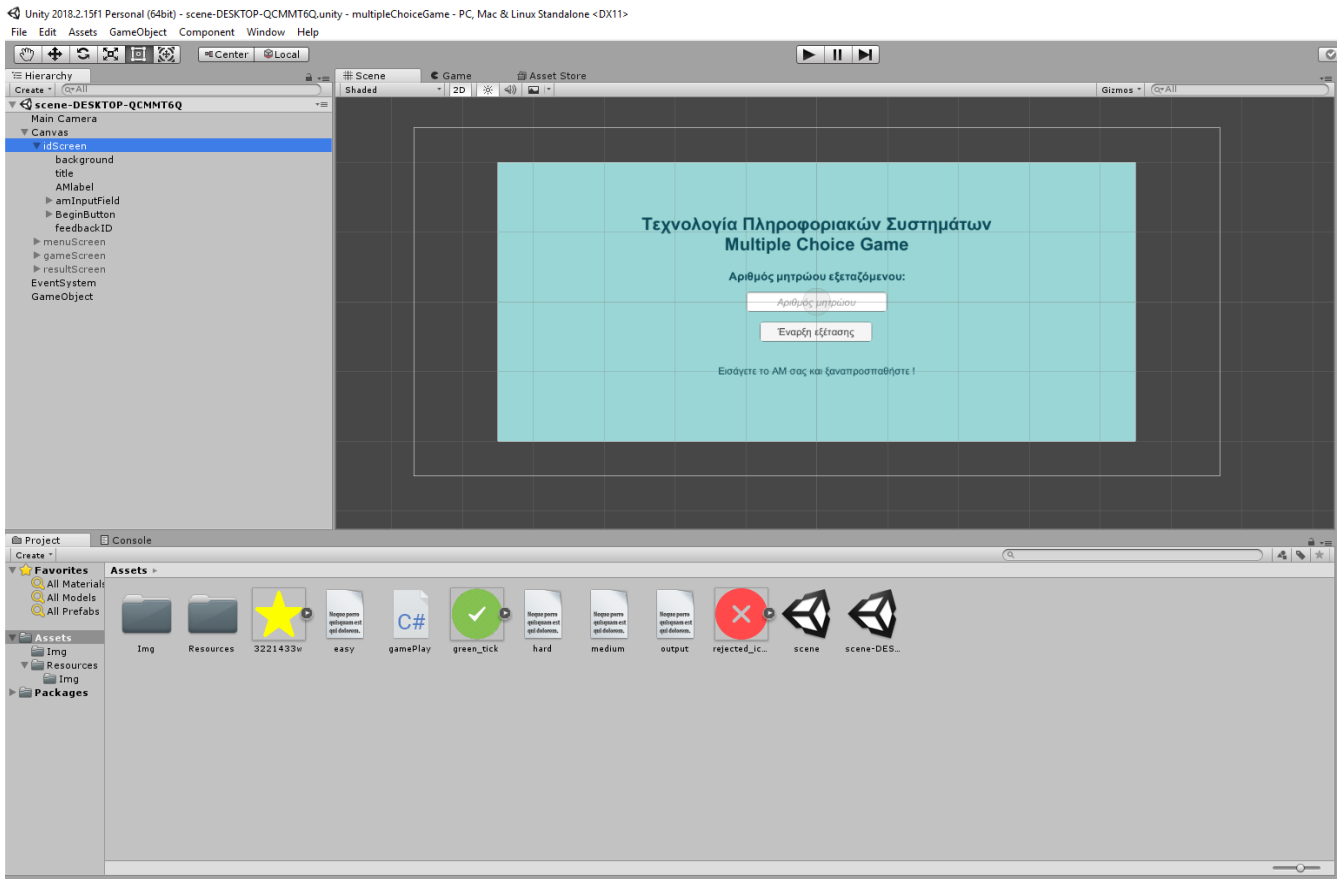 Unity 2018.2.15f1 Personal (64bit) - scene-DESKTOP-QCMMT6Q.unity - multipleChoiceGame - PC, Mac & Linux Standalone <DX11>
File Edit Assets GameObject Component Window Help
Center Local
Hierarchy
Create All
scene-DESKTOP-QCMMT6Q
Main Camera
Canvas
idScreen
background
title
AMlabel
amInputField
BeginButton
feedbackID
menuScreen
gameScreen
resultScreen
EventSystem
GameObject
Scene Game Asset Store
Shaded 2D Gizmos All
Τεχνολογία Πληροφοριακών Συστημάτων
Multiple Choice Game
Αριθμός μητρώου εξεταζόμενου:
Αριθμός μητρώου
Έναρξη εξέτασης
Εισάγετε το ΑΜ σας και ξαναπροσπαθήστε !
Project Console
Create
Favorites
All Materials
All Models
All Prefabs
Assets
Img
Resources
Img
Packages
Assets
C#
Img Resources 3221433w easy gamePlay green_tick hard medium output rejected_ic... scene scene-DES...